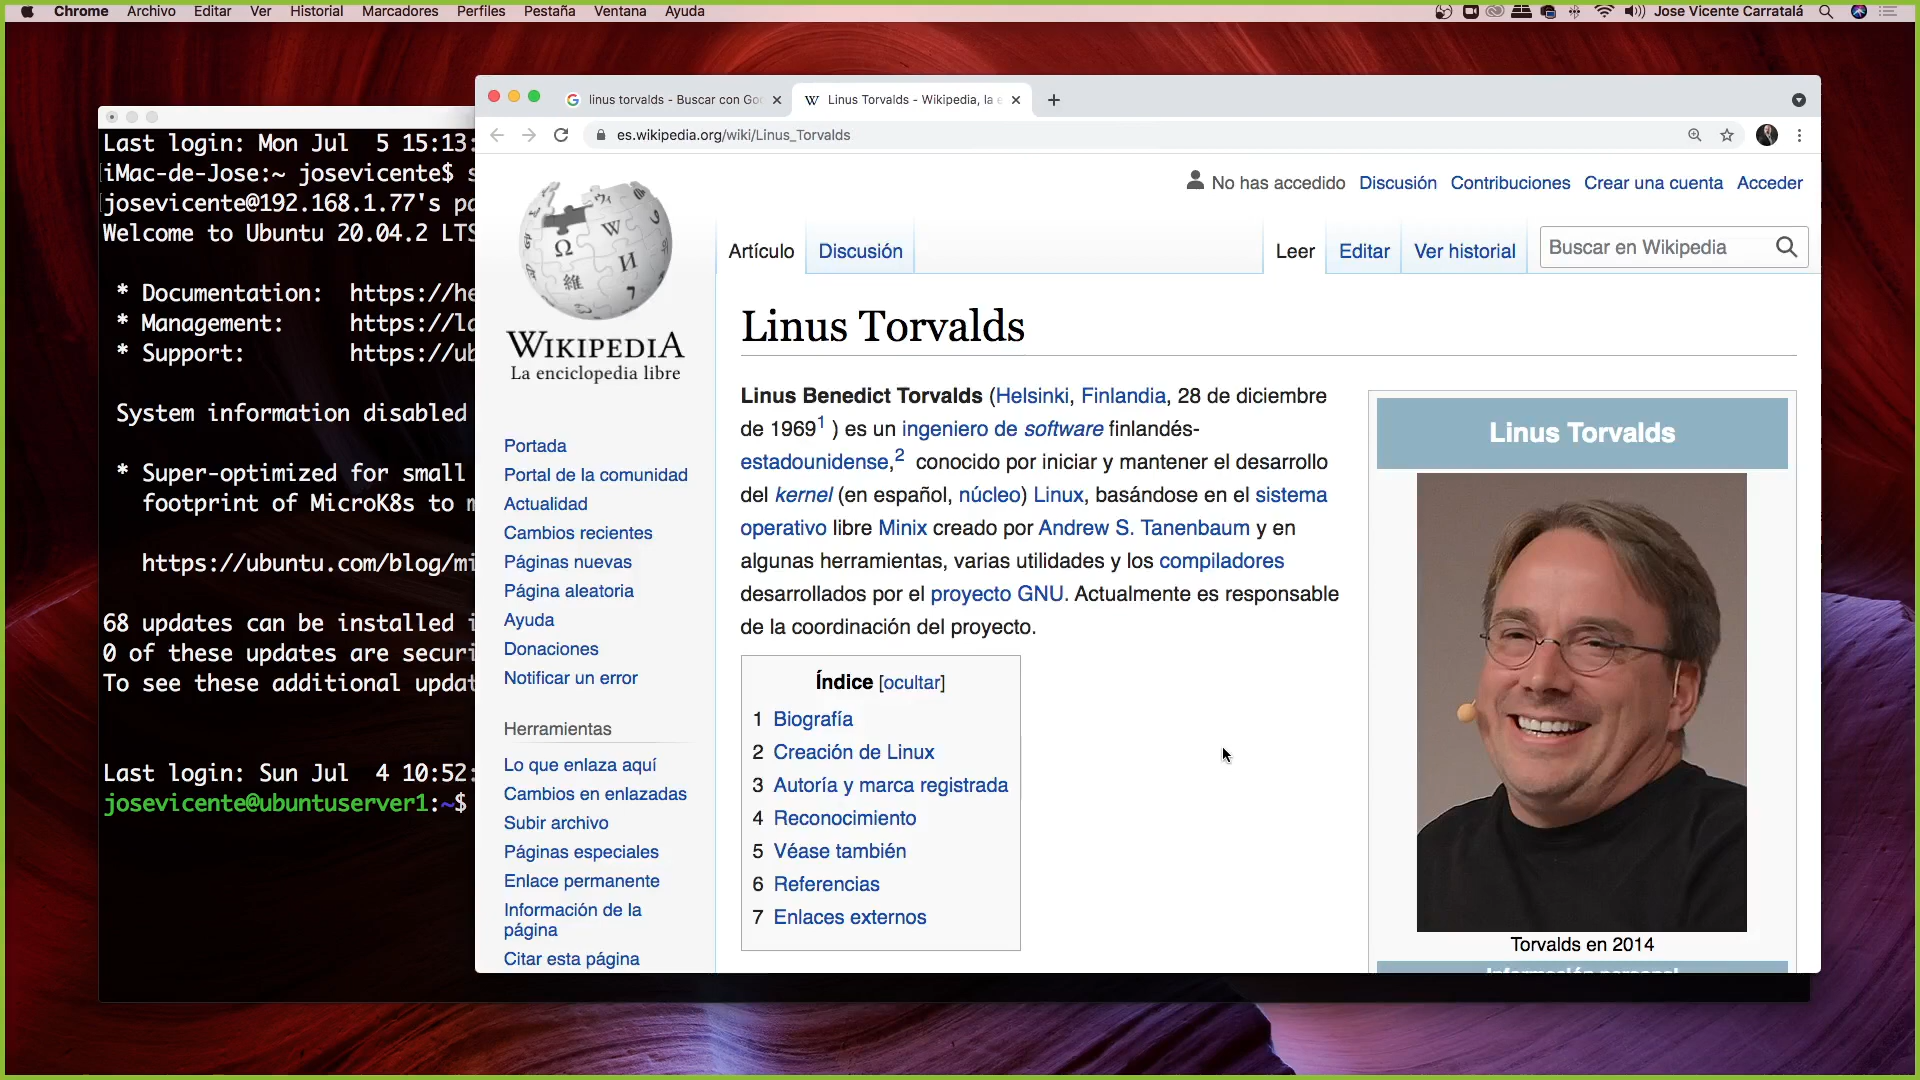 Chrome Archivo Editar Ver Historial Marcadores Perfiles Pestaña Ventana Ayuda Jose Vicente Carratalá
linus torvalds - Buscar con Goo
Linus Torvalds - Wikipedia, la e
es.wikipedia.org/wiki/Linus_Torvalds
Last login: Mon Jul 5 15:13:
iMac-de-Jose:~ josevicente$ s
josevicente@192.168.1.77's pa
Welcome to Ubuntu 20.04.2 LTS
* Documentation: https://he
* Management: https://la
* Support: https://ub
System information disabled
* Super-optimized for small
footprint of MicroK8s to m
https://ubuntu.com/blog/mi
68 updates can be installed i
0 of these updates are securi
To see these additional updat
Last login: Sun Jul 4 10:52:
josevicente@ubuntuserver1:~$
WIKIPEDIA
La enciclopedia libre
Portada
Portal de la comunidad
Actualidad
Cambios recientes
Páginas nuevas
Página aleatoria
Ayuda
Donaciones
Notificar un error
Herramientas
Lo que enlaza aquí
Cambios en enlazadas
Subir archivo
Páginas especiales
Enlace permanente
Información de la
página
Citar esta página
No has accedido Discusión Contribuciones Crear una cuenta Acceder
Artículo Discusión Leer Editar Ver historial Buscar en Wikipedia
Linus Torvalds
Linus Benedict Torvalds (Helsinki, Finlandia, 28 de diciembre
de 19691 ) es un ingeniero de software finlandés-
estadounidense,2 conocido por iniciar y mantener el desarrollo
del kernel (en español, núcleo) Linux, basándose en el sistema
operativo libre Minix creado por Andrew S. Tanenbaum y en
algunas herramientas, varias utilidades y los compiladores
desarrollados por el proyecto GNU. Actualmente es responsable
de la coordinación del proyecto.
Índice [ocultar]
1 Biografía
2 Creación de Linux
3 Autoría y marca registrada
4 Reconocimiento
5 Véase también
6 Referencias
7 Enlaces externos
Linus Torvalds
Torvalds en 2014
Información personal